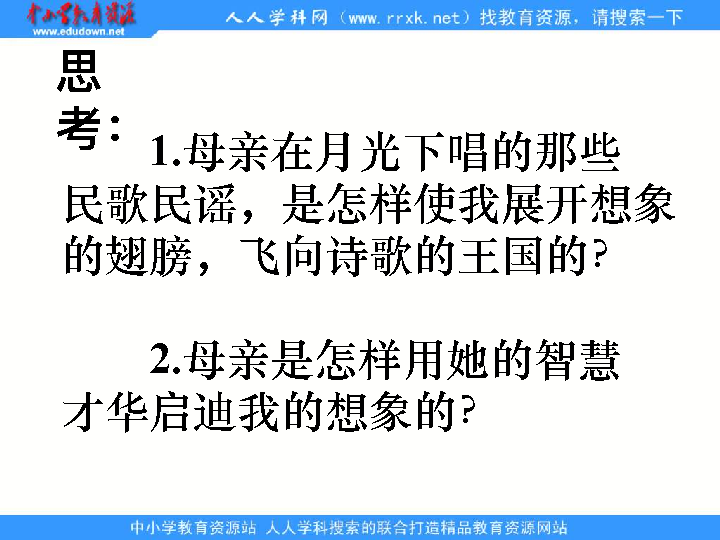 中小学教育资源
www.edudown.net
人人学科网（www.rrxk.net）找教育资源，请搜索一下
思
考：
1.母亲在月光下唱的那些
民歌民谣，是怎样使我展开想象
的翅膀，飞向诗歌的王国的?
2.母亲是怎样用她的智慧
才华启迪我的想象的?
中小学教育资源站 人人学科搜索的联合打造精品教育资源网站